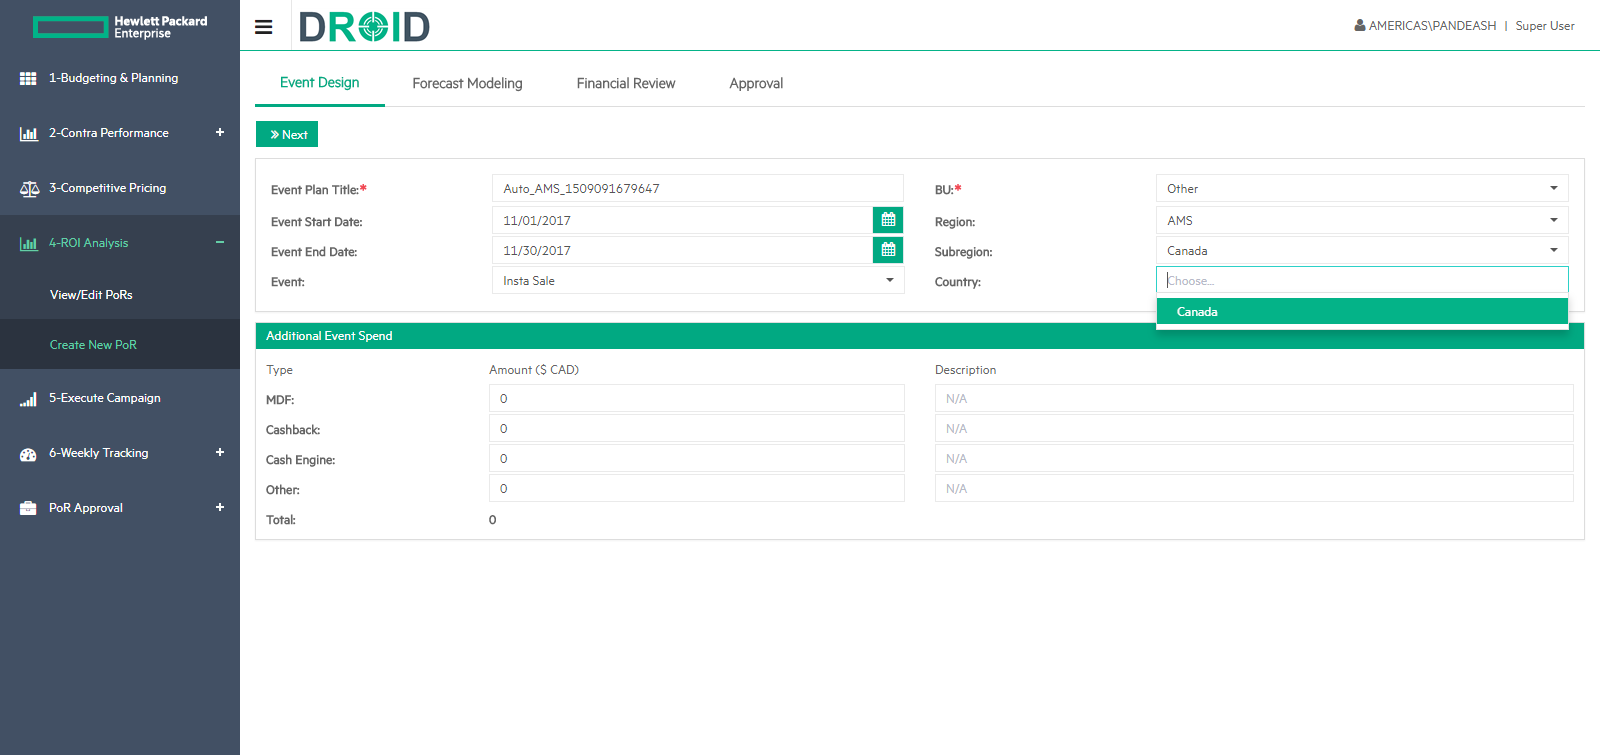 Hewlett Packard
Enterprise
DROID
AMERICAS\PANDEASH | Super User
1-Budgeting & Planning
2-Contra Performance +
3-Competitive Pricing
4-ROI Analysis −
View/Edit PoRs
Create New PoR
5-Execute Campaign
6-Weekly Tracking +
PoR Approval +
Event Design Forecast Modeling Financial Review Approval
» Next
Event Plan Title:* Auto_AMS_1509091679647 BU:* Other
Event Start Date: 11/01/2017 Region: AMS
Event End Date: 11/30/2017 Subregion: Canada
Event: Insta Sale Country: Choose...
Canada
Additional Event Spend
Type Amount ($ CAD) Description
MDF: 0 N/A
Cashback: 0 N/A
Cash Engine: 0 N/A
Other: 0 N/A
Total: 0